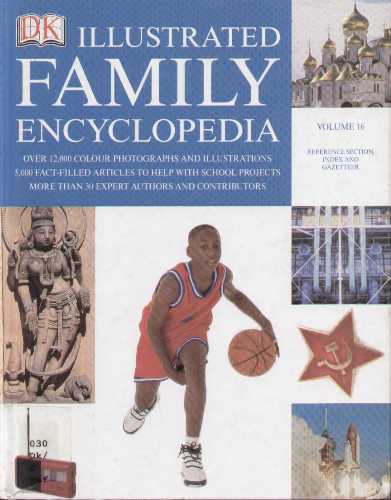 DK
ILLUSTRATED
FAMILY
ENCYCLOPEDIA
OVER 12,000 COLOUR PHOTOGRAPHS AND ILLUSTRATIONS
5,000 FACT-FILLED ARTICLES TO HELP WITH SCHOOL PROJECTS
MORE THAN 30 EXPERT AUTHORS AND CONTRIBUTORS
VOLUME 16
REFERENCE SECTION,
INDEX AND
GAZETTEER
030